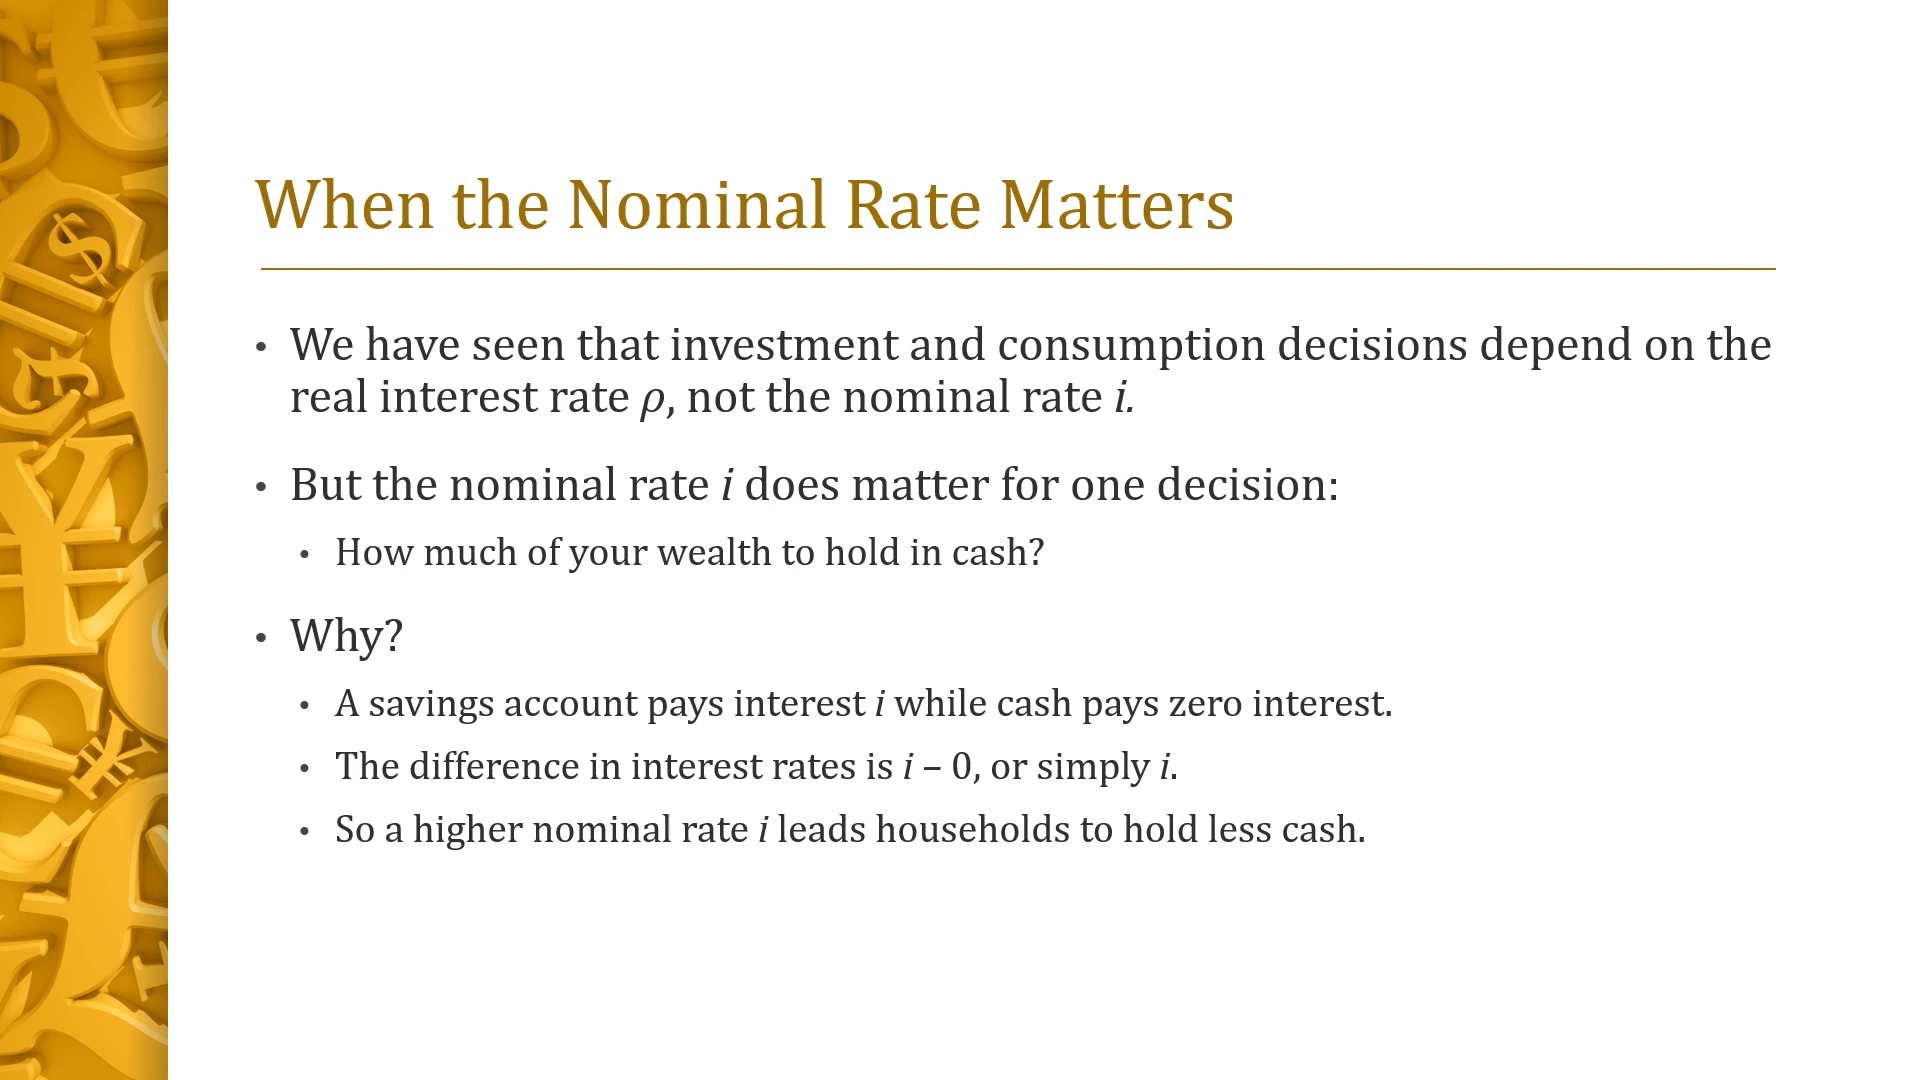 When the Nominal Rate Matters
• We have seen that investment and consumption decisions depend on the
real interest rate ρ, not the nominal rate i.
• But the nominal rate i does matter for one decision:
• How much of your wealth to hold in cash?
• Why?
• A savings account pays interest i while cash pays zero interest.
• The difference in interest rates is i – 0, or simply i.
• So a higher nominal rate i leads households to hold less cash.